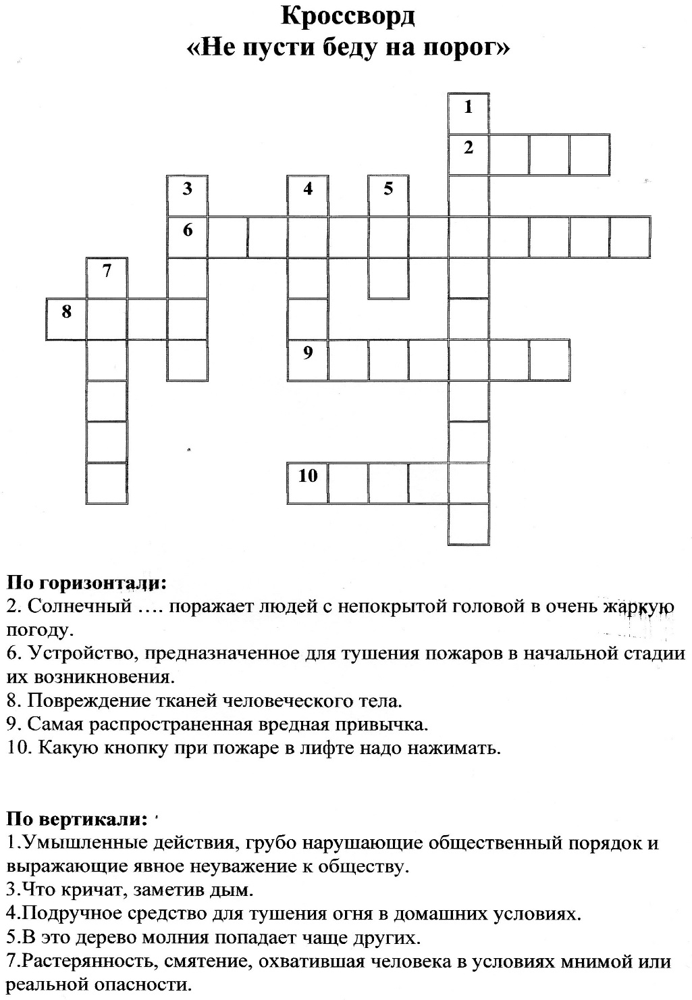 Кроссворд
«Не пусти беду на порог»
1
2
3 4 5
6
7
8
9
10
По горизонтали:
2. Солнечный …. поражает людей с непокрытой головой в очень жаркую
погоду.
6. Устройство, предназначенное для тушения пожаров в начальной стадии
их возникновения.
8. Повреждение тканей человеческого тела.
9. Самая распространенная вредная привычка.
10. Какую кнопку при пожаре в лифте надо нажимать.
По вертикали:
1.Умышленные действия, грубо нарушающие общественный порядок и
выражающие явное неуважение к обществу.
3.Что кричат, заметив дым.
4.Подручное средство для тушения огня в домашних условиях.
5.В это дерево молния попадает чаще других.
7.Растерянность, смятение, охватившая человека в условиях мнимой или
реальной опасности.